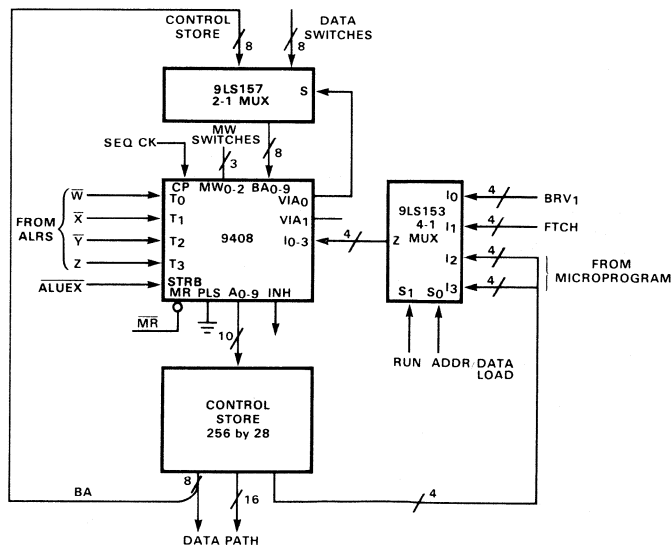 CONTROL STORE
DATA SWITCHES
8
8
9LS157
2-1 MUX
S
MW SWITCHES
SEQ CK
3
8
CP MW0-2 BA0-9
VIA0
VIA1
FROM ALRS
W̅
X̅
Y̅
Z
A̅L̅U̅E̅X̅
T0
T1
T2
T3
STRB
9408
I0-3
4
MR PLS A0-9 INH
M̅R̅
10
9LS153
4-1
MUX
Z
I0
I1
I2
I3
S1 S0
4
4
4
4
BRV1
FTCH
FROM MICROPROGRAM
RUN ADDR/DATA LOAD
CONTROL
STORE
256 by 28
BA
8
16
4
DATA PATH